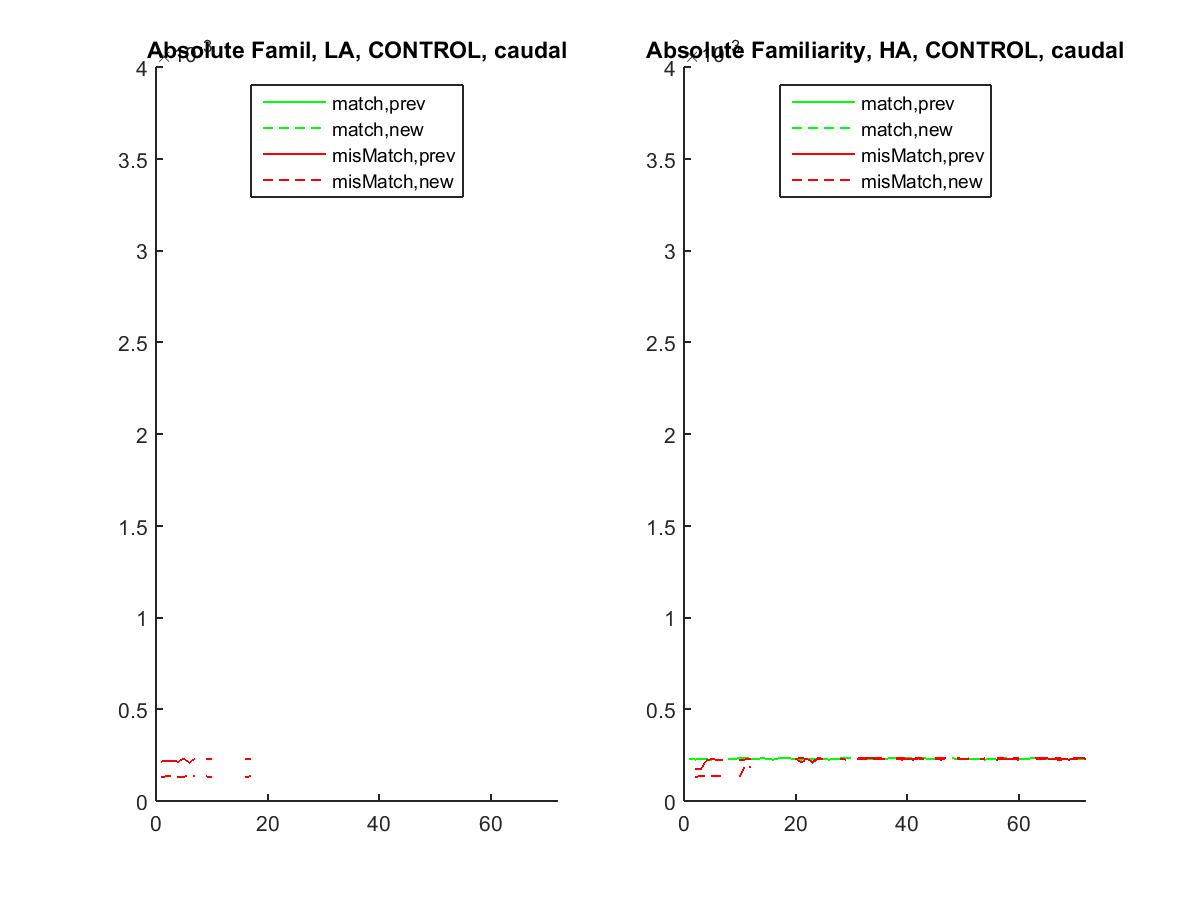 Absolute Famil, LA, CONTROL, caudal
4
3.5
3
2.5
2
1.5
1
0.5
0
0
20
40
60
match,prev
match,new
misMatch,prev
misMatch,new
Absolute Familiarity, HA, CONTROL, caudal
4
3.5
3
2.5
2
1.5
1
0.5
0
0
20
40
60
match,prev
match,new
misMatch,prev
misMatch,new